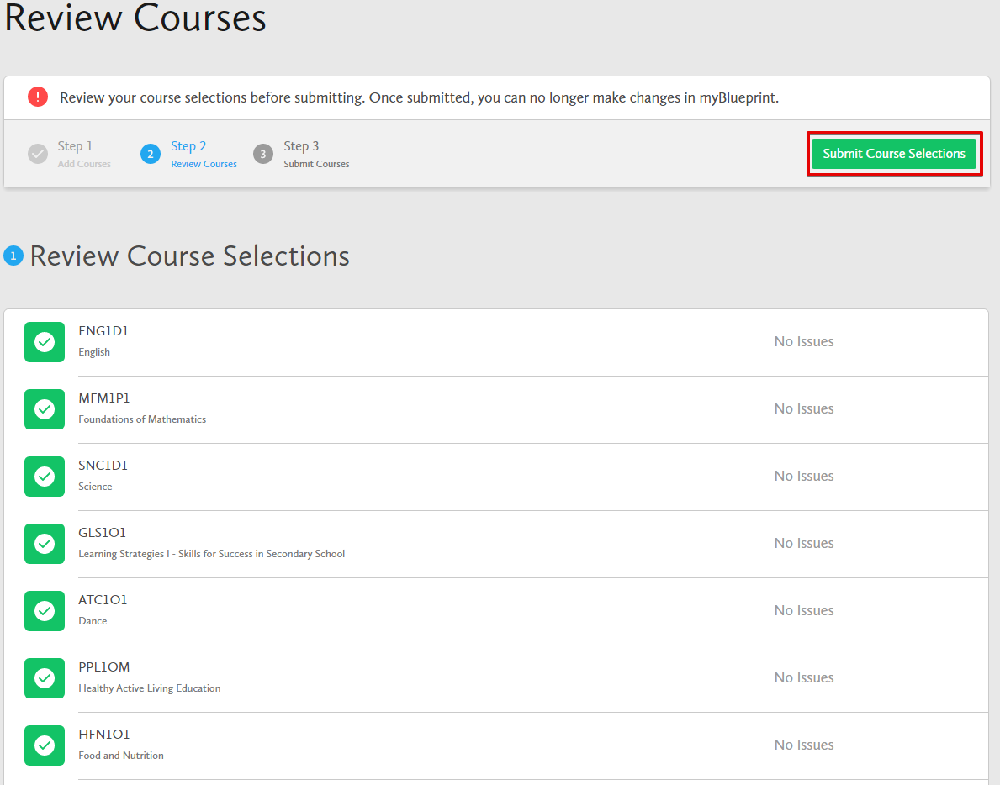 Review Courses
! Review your course selections before submitting. Once submitted, you can no longer make changes in myBlueprint.
Step 1
Add Courses
2 Step 2
Review Courses
3 Step 3
Submit Courses
Submit Course Selections
1 Review Course Selections
ENG1D1
English
No Issues
MFM1P1
Foundations of Mathematics
No Issues
SNC1D1
Science
No Issues
GLS1O1
Learning Strategies I - Skills for Success in Secondary School
No Issues
ATC1O1
Dance
No Issues
PPL1OM
Healthy Active Living Education
No Issues
HFN1O1
Food and Nutrition
No Issues